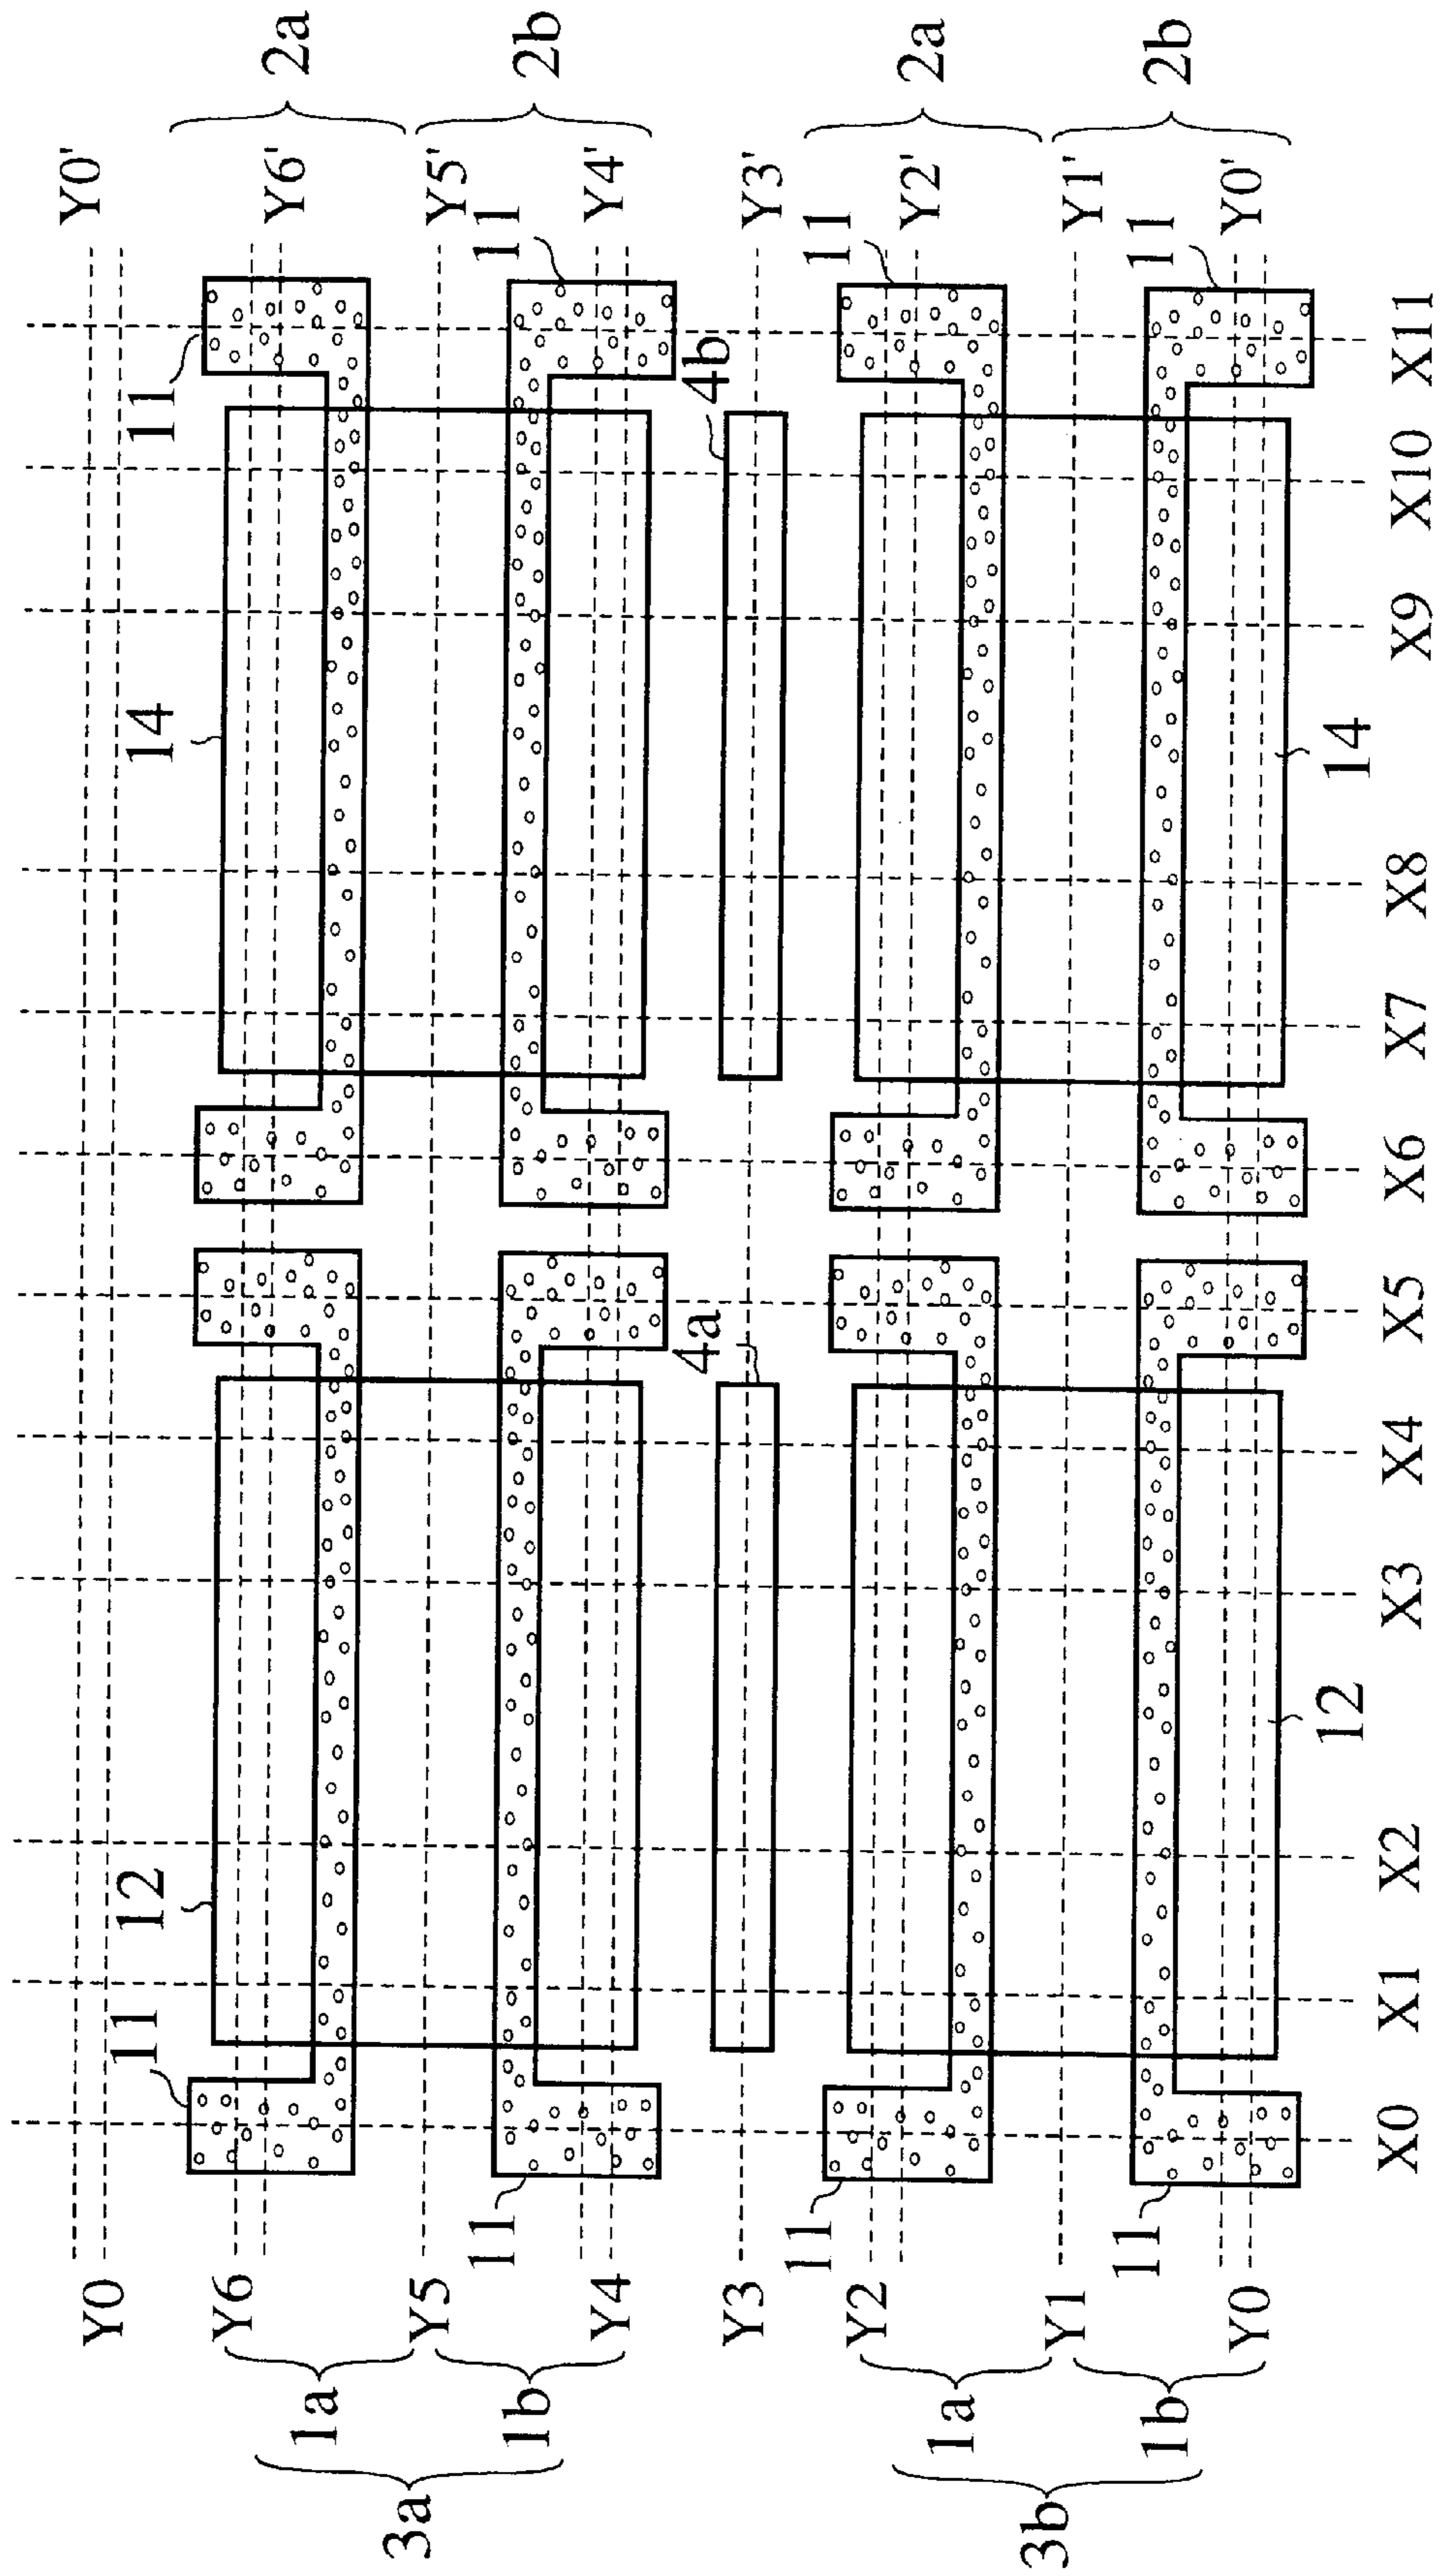 Y0'
2a
Y6'
Y5'
2b
11
Y4'
Y3'
2a
11
Y2'
Y1'
2b
11
Y0'
11
4b
X11
X10
X9
14
14
X8
X7
X6
X5
4a
X4
X3
12
12
X2
X1
11
X0
11
11
11
Y0
Y6
Y5
Y4
Y3
Y2
Y1
Y0
1a
1b
1a
1b
3a
3b